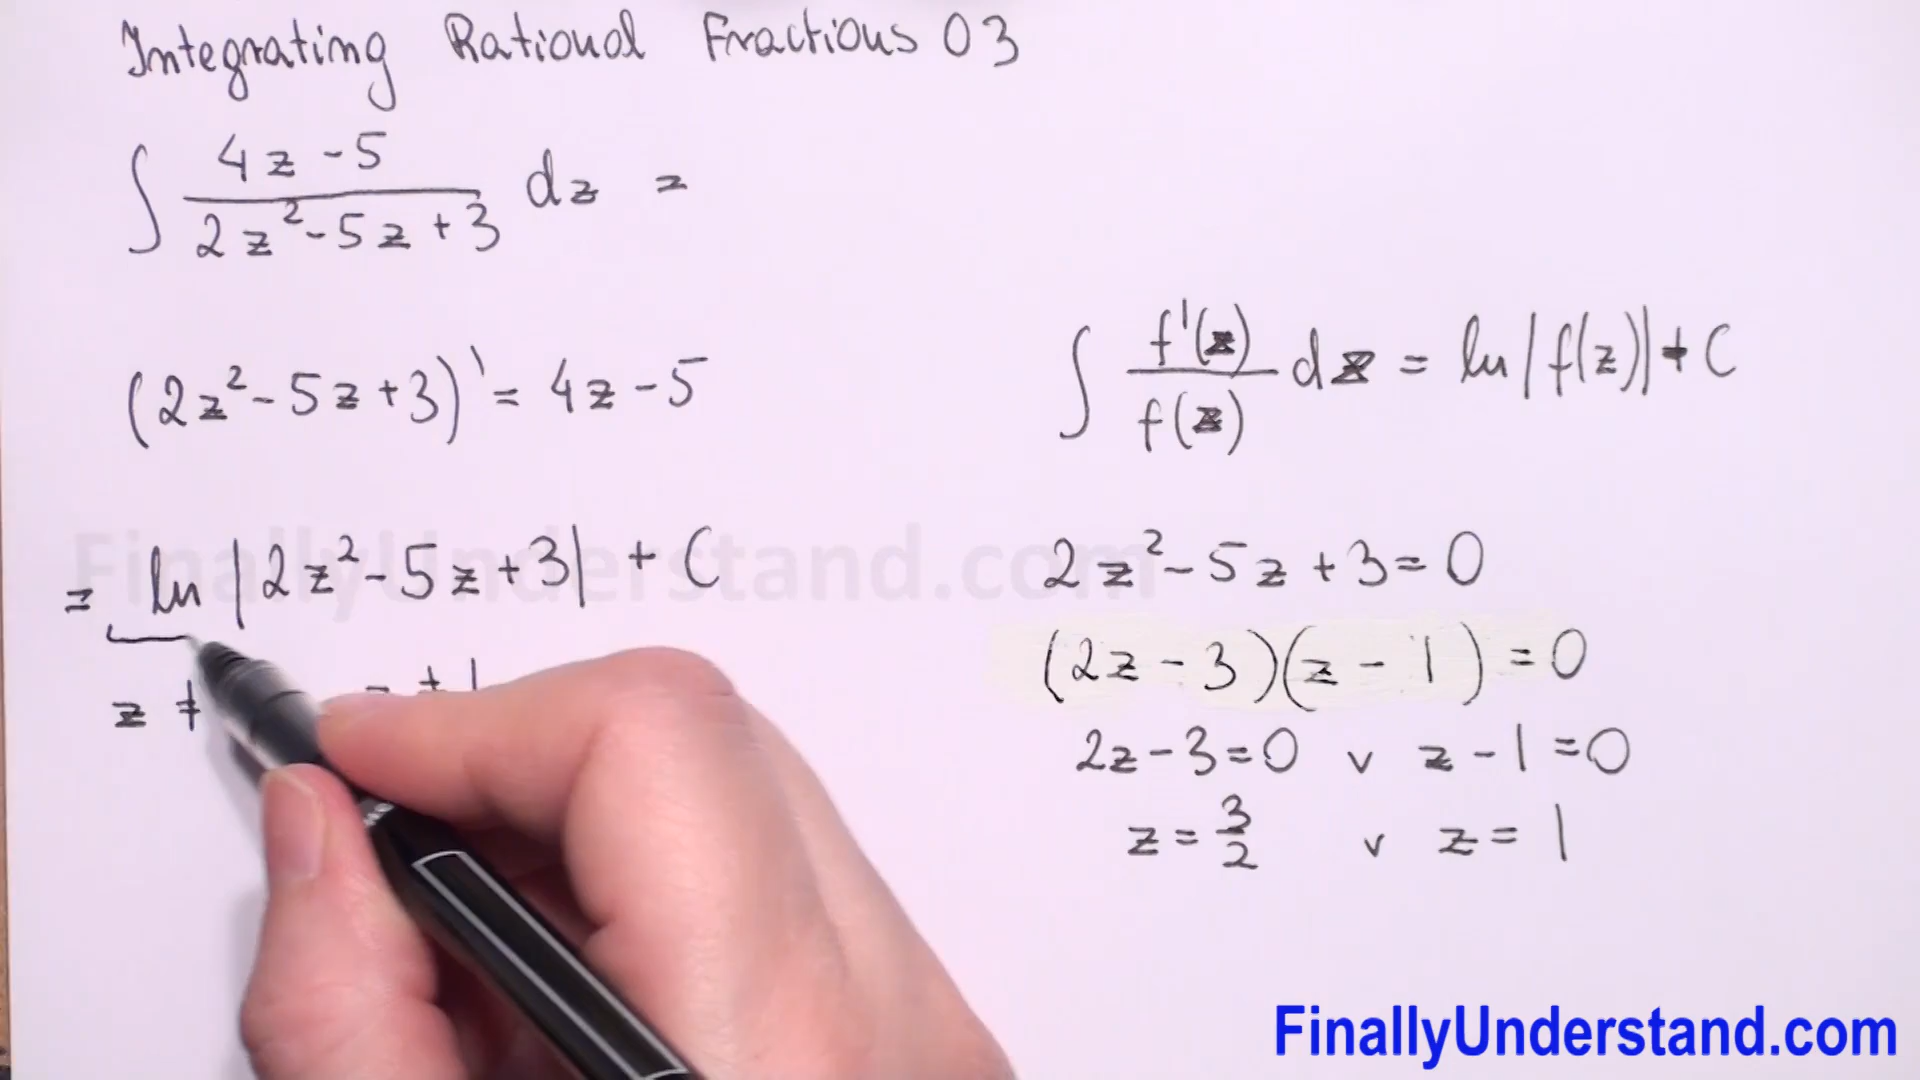 Integrating Rational Fractions 03
∫ (4z - 5)/(2z² - 5z + 3) dz =
(2z² - 5z + 3)' = 4z - 5
∫ f'(z)/f(z) dz = ln|f(z)| + C
= ln|2z² - 5z + 3| + C
z ≠ z ≠ 1
2z² - 5z + 3 = 0
(2z - 3)(z - 1) = 0
2z - 3 = 0 v z - 1 = 0
z = 3/2 v z = 1
FinallyUnderstand.com
FinallyUnderstand.com